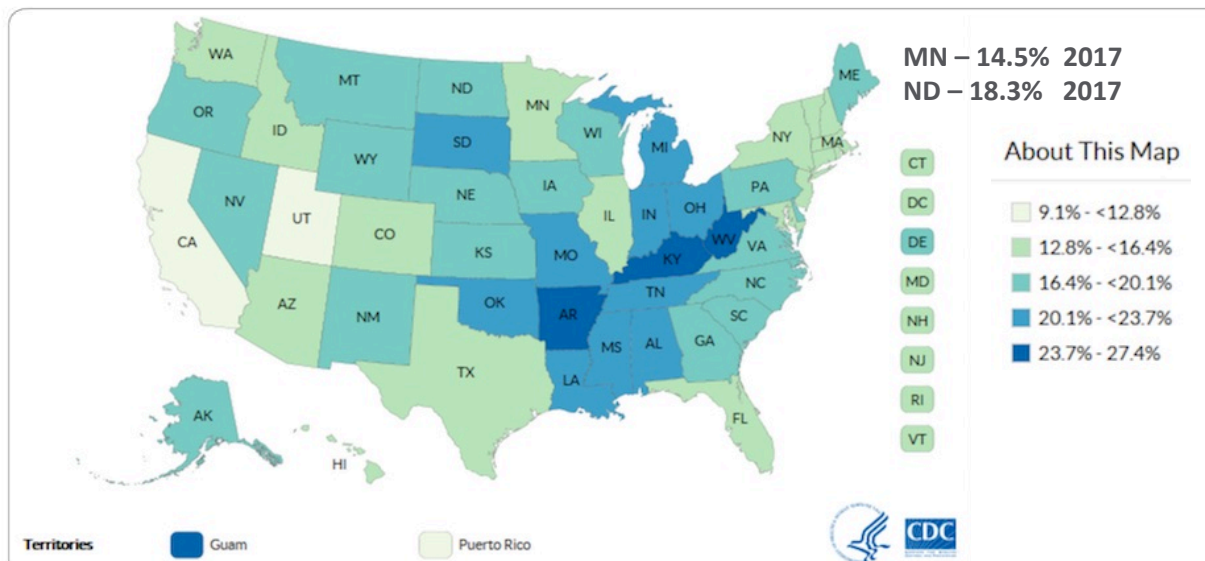 MN – 14.5% 2017
ND – 18.3% 2017
WA
MT
ND
MN
ME
OR
ID
SD
WI
MI
NY
MA
WY
NE
IA
PA
NV
UT
CO
IL
IN
OH
CA
KS
MO
KY
WV
VA
AZ
NM
OK
AR
TN
NC
SC
TX
LA
MS
AL
GA
FL
AK
HI
CT
DC
DE
MD
NH
NJ
RI
VT
About This Map
9.1% - <12.8%
12.8% - <16.4%
16.4% - <20.1%
20.1% - <23.7%
23.7% - 27.4%
Territories
Guam
Puerto Rico
CDC